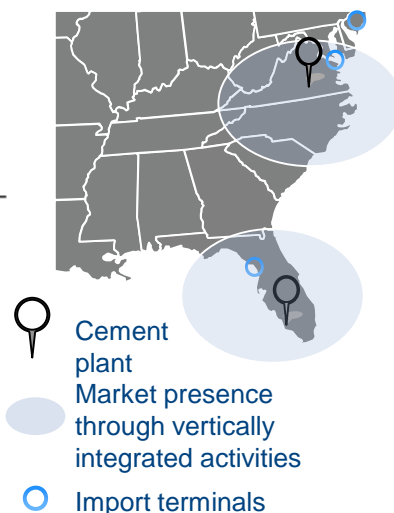 Cement
plant
Market presence
through vertically
integrated activities
Import terminals